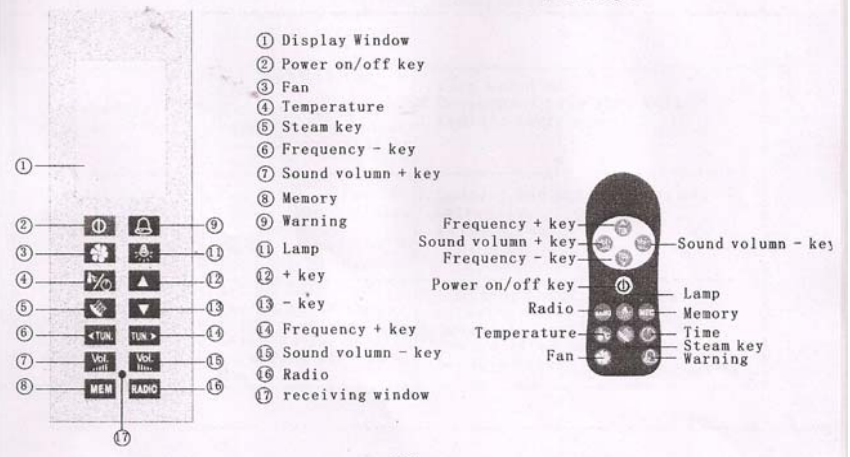 ① Display Window
② Power on/off key
③ Fan
④ Temperature
⑤ Steam key
⑥ Frequency - key
⑦ Sound volumn + key
⑧ Memory
⑨ Warning
⑪ Lamp
⑫ + key
⑬ - key
⑭ Frequency + key
⑮ Sound volumn - key
⑯ Radio
⑰ receiving window
①
② ⑨
③ ⑪
④ ⑫
⑤ ⑬
⑥ <TUN. TUN.> ⑭
⑦ Vol. Vol. ⑮
⑧ MEM RADIO ⑯
⑰
Frequency + key
Sound volumn + key Sound volumn - key
Frequency - key
Power on/off key
Lamp
Radio Memory
Temperature Time
Steam key
Fan Warning